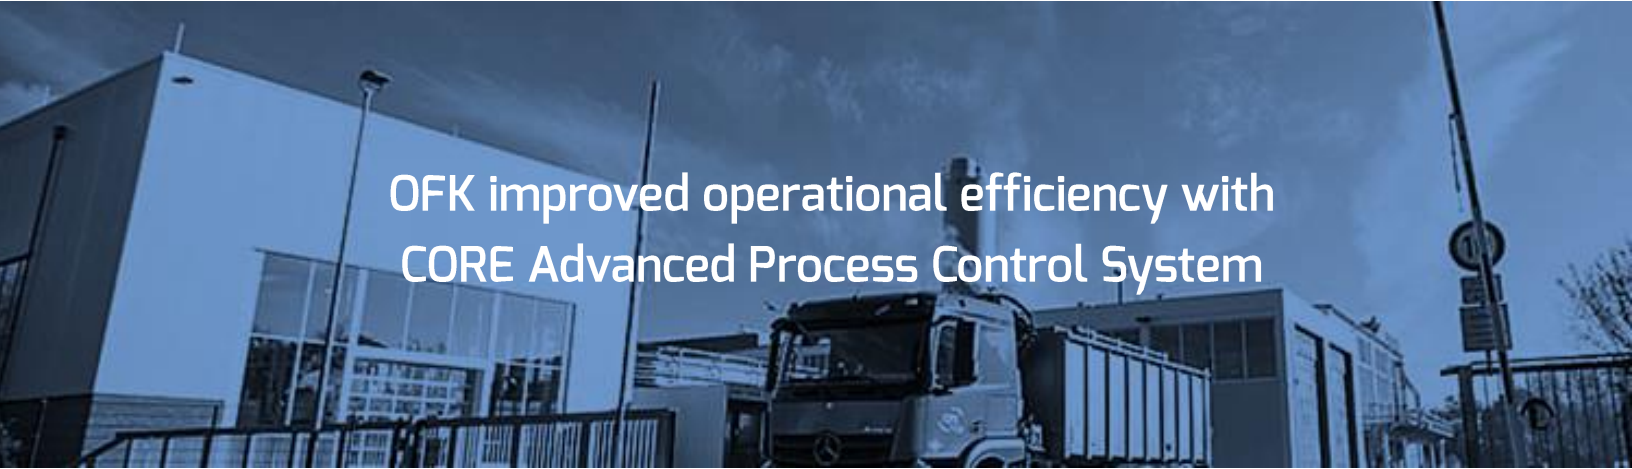 OFK improved operational efficiency with
CORE Advanced Process Control System